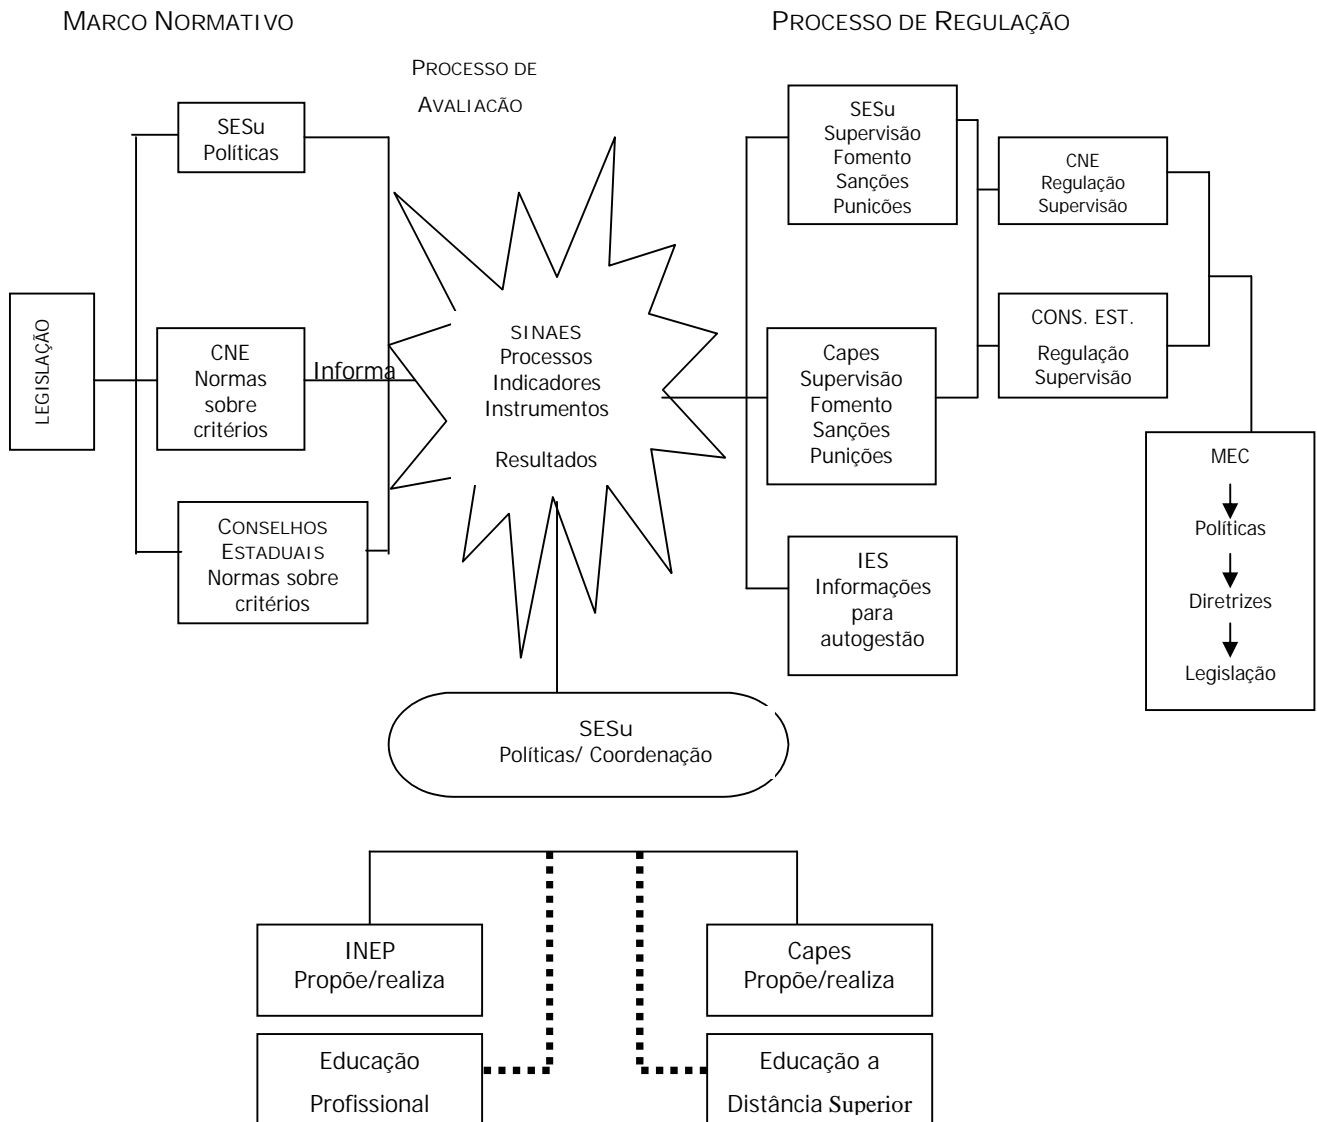 MARCO NORMATIVO
PROCESSO DE REGULAÇÃO
PROCESSO DE
AVALIACÃO
SESu
Políticas
LEGISLAÇÃO
CNE
Normas
sobre
critérios
Informa
CONSELHOS
ESTADUAIS
Normas sobre
critérios
SINAES
Processos
Indicadores
Instrumentos
Resultados
SESu
Supervisão
Fomento
Sanções
Punicões
CNE
Regulação
Supervisão
Capes
Supervisão
Fomento
Sanções
Punições
CONS. EST.
Regulação
Supervisão
IES
Informações
para
autogestão
MEC
Políticas
Diretrizes
Legislação
SESu
Políticas/ Coordenação
INEP
Propõe/realiza
Capes
Propõe/realiza
Educação
Profissional
Educação a
Distância Superior